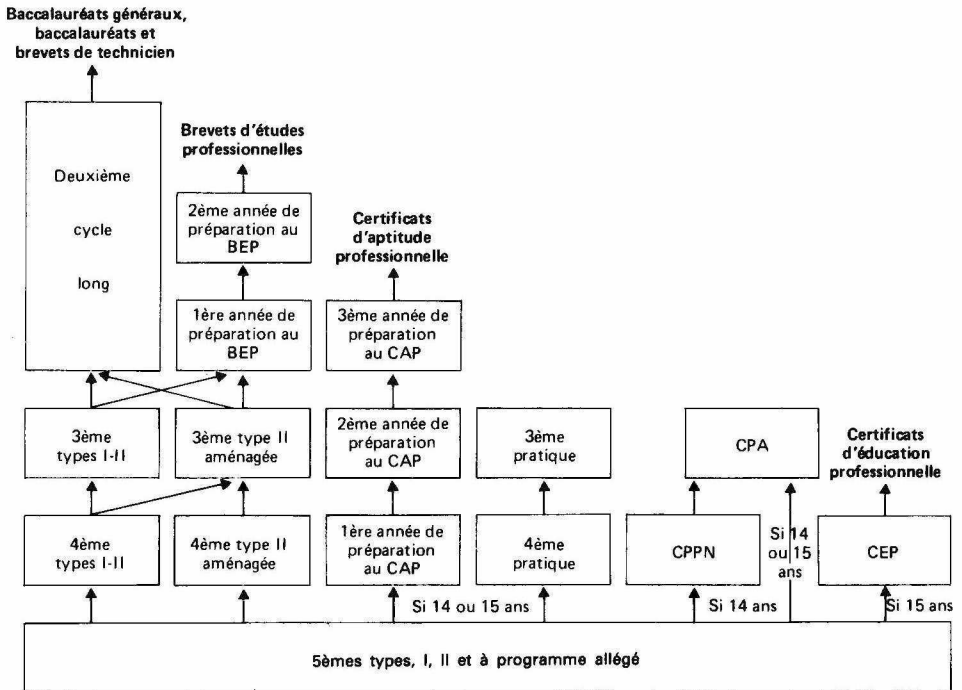 Baccalauréats généraux,
baccalauréats et
brevets de technicien
Deuxième
cycle
long
Brevets d'études
professionnelles
2ème année de
préparation au
BEP
1ère année de
préparation au
BEP
Certificats
d'aptitude
professionnelle
3ème année de
préparation
au CAP
3ème
types I-II
3ème type II
aménagée
2ème année de
préparation
au CAP
3ème
pratique
CPA
Certificats
d'éducation
professionnelle
4ème
types I-II
4ème type II
aménagée
1ère année de
préparation
au CAP
4ème
pratique
CPPN
Si 14
ou 15
ans
CEP
Si 14 ou 15 ans
Si 14 ans
Si 15 ans
5èmes types, I, II et à programme allégé